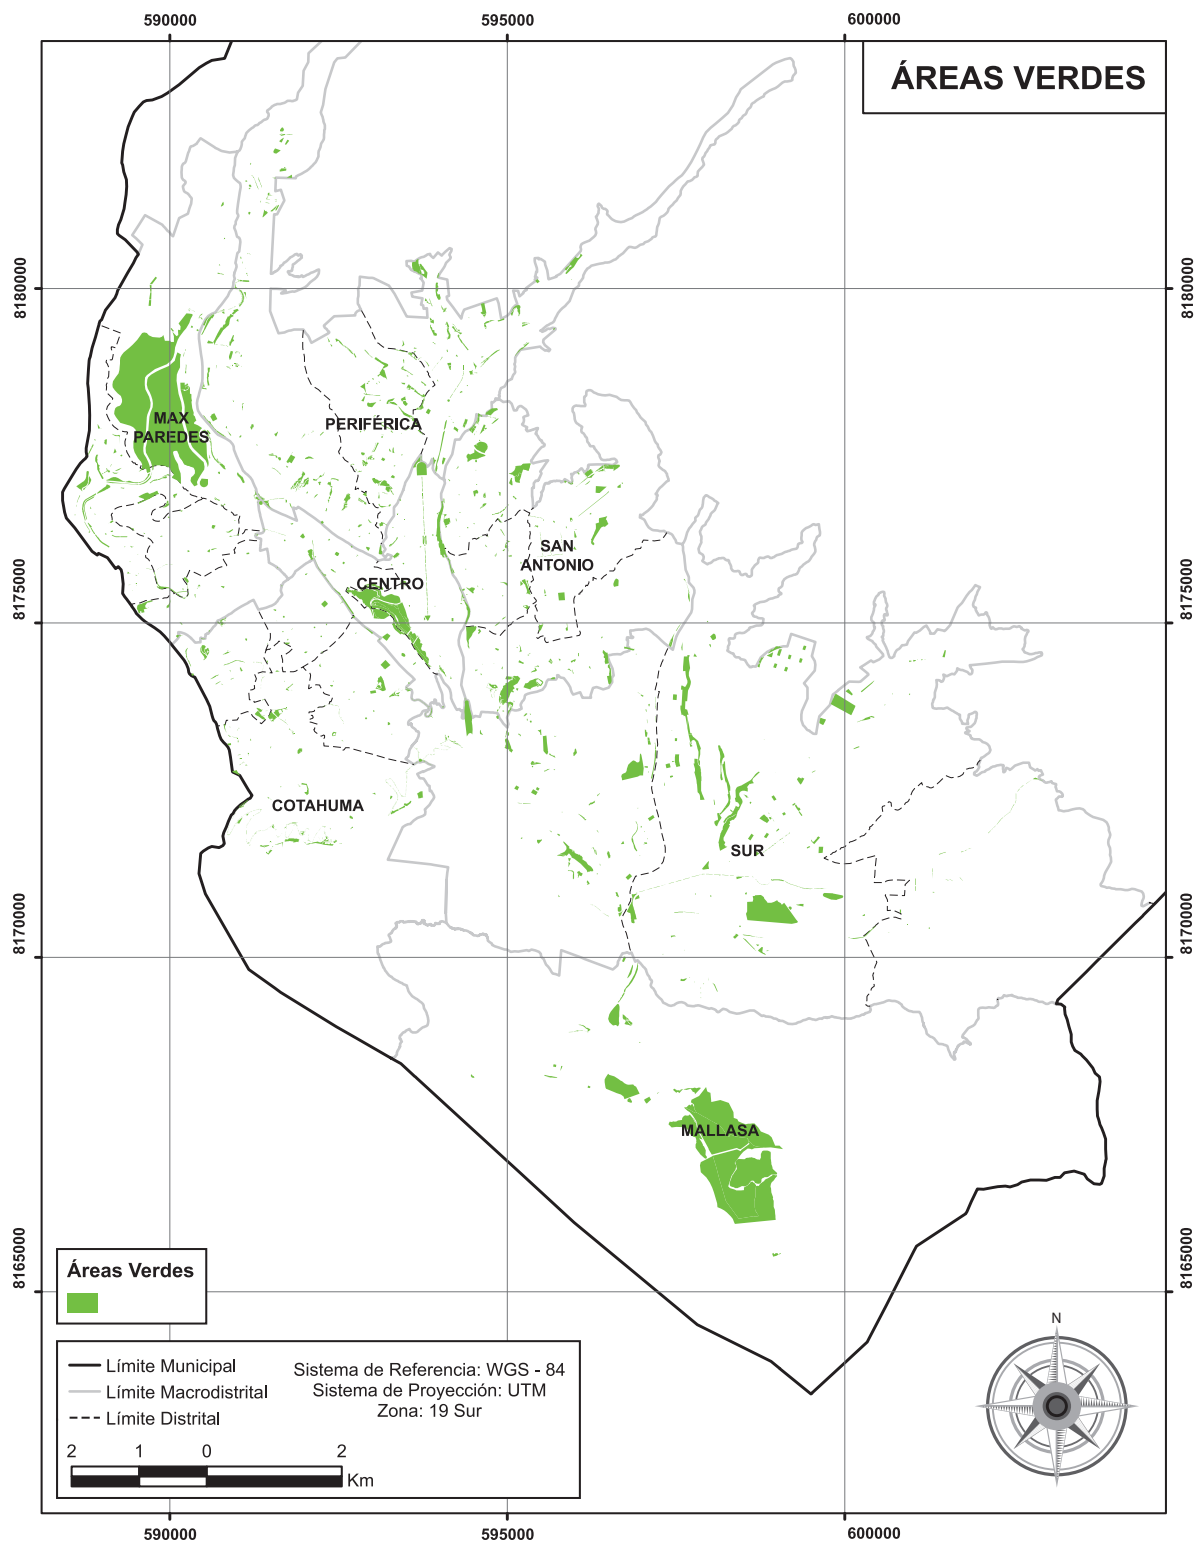 590000
595000
600000
ÁREAS VERDES
8180000
8180000
MAX
PAREDES
PERIFÉRICA
SAN
ANTONIO
CENTRO
8175000
8175000
COTAHUMA
SUR
8170000
8170000
MALLASA
8165000
8165000
Áreas Verdes
Límite Municipal
Límite Macrodistrital
Límite Distrital
Sistema de Referencia: WGS - 84
Sistema de Proyección: UTM
Zona: 19 Sur
2 1 0 2
Km
N
590000
595000
600000